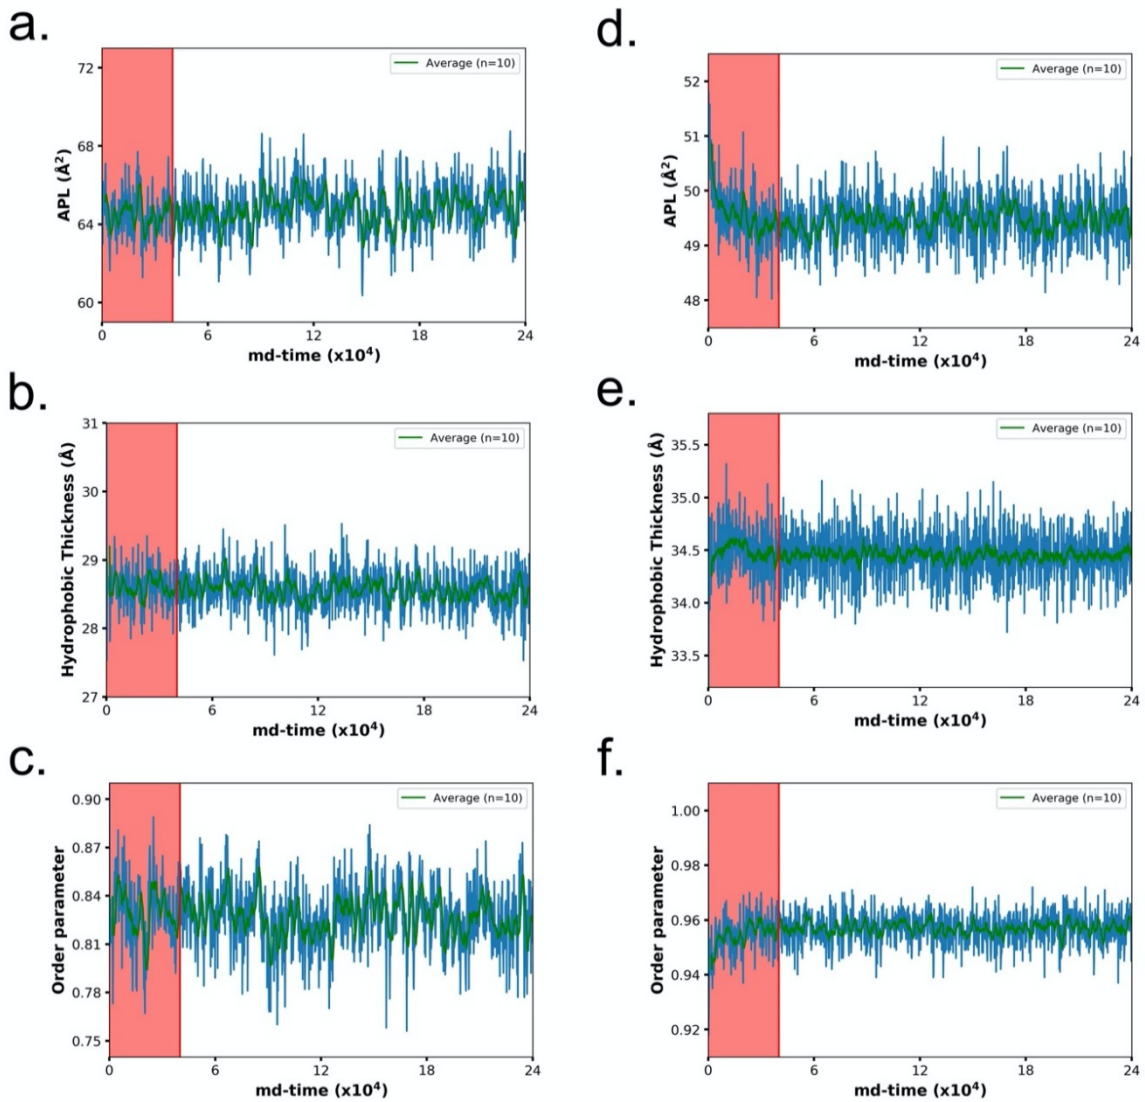 a.
72
68
64
60
APL (Å²)
Average (n=10)
0 6 12 18 24
md-time (x10⁴)
b.
31
30
29
28
27
Hydrophobic Thickness (Å)
Average (n=10)
0 6 12 18 24
md-time (x10⁴)
c.
0.90
0.87
0.84
0.81
0.78
0.75
Order parameter
Average (n=10)
0 6 12 18 24
md-time (x10⁴)
d.
52
51
50
49
48
APL (Å²)
Average (n=10)
0 6 12 18 24
md-time (x10⁴)
e.
35.5
35.0
34.5
34.0
33.5
Hydrophobic Thickness (Å)
Average (n=10)
0 6 12 18 24
md-time (x10⁴)
f.
1.00
0.98
0.96
0.94
0.92
Order parameter
Average (n=10)
0 6 12 18 24
md-time (x10⁴)